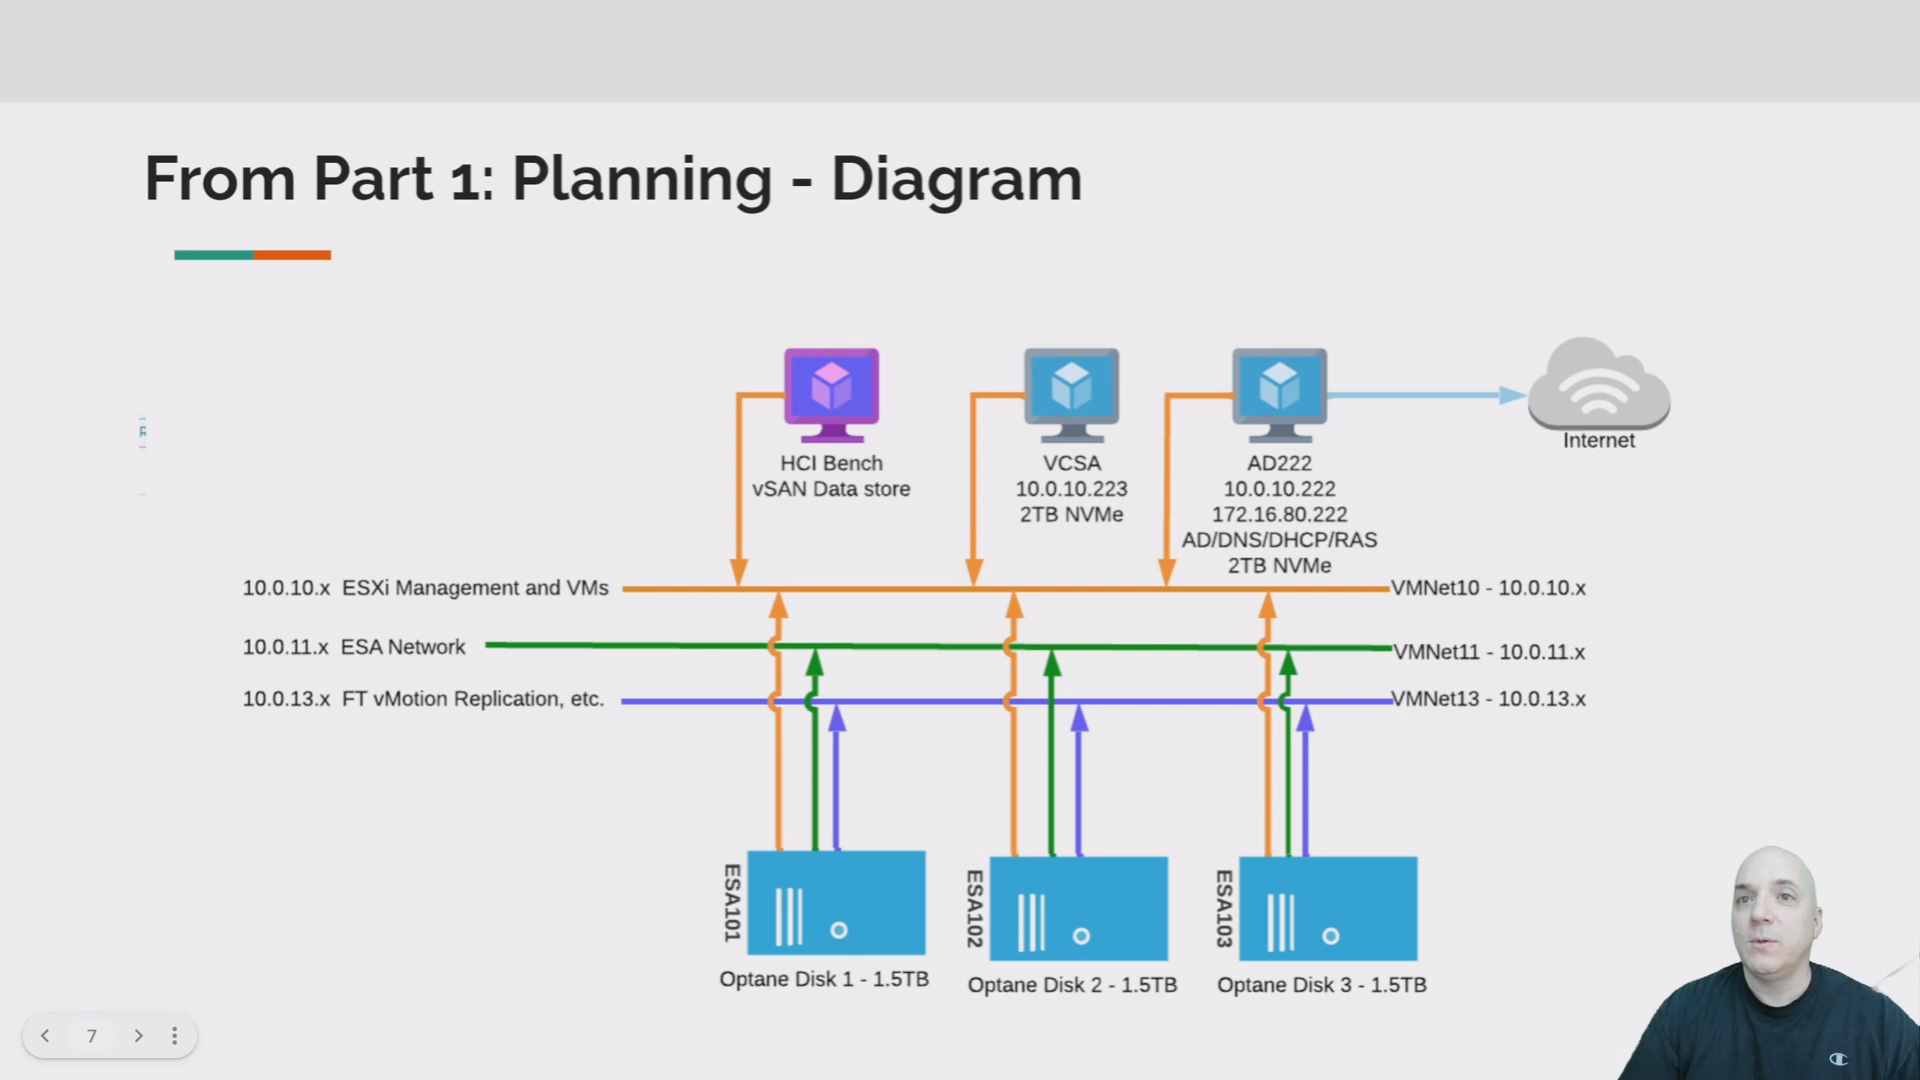 From Part 1: Planning - Diagram
HCI Bench
vSAN Data store
VCSA
10.0.10.223
2TB NVMe
AD222
10.0.10.222
172.16.80.222
AD/DNS/DHCP/RAS
2TB NVMe
Internet
10.0.10.x ESXi Management and VMs
VMNet10 - 10.0.10.x
10.0.11.x ESA Network
VMNet11 - 10.0.11.x
10.0.13.x FT vMotion Replication, etc.
VMNet13 - 10.0.13.x
ESA101
ESA102
ESA103
Optane Disk 1 - 1.5TB
Optane Disk 2 - 1.5TB
Optane Disk 3 - 1.5TB
7